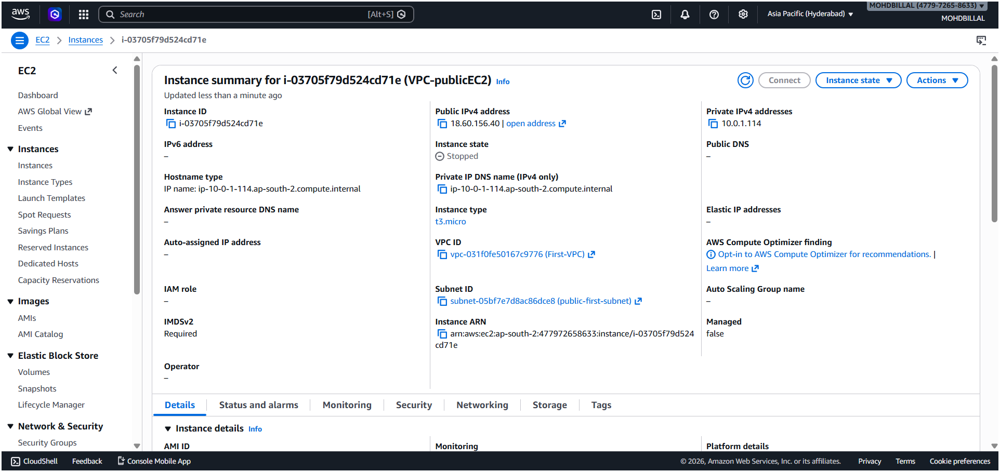 aws
Search [Alt+S]
Asia Pacific (Hyderabad)
MOHDBILLAL (4779-7265-8633)
MOHDBILLAL
EC2 Instances i-03705f79d524cd71e
EC2
Dashboard
AWS Global View
Events
Instances
Instances
Instance Types
Launch Templates
Spot Requests
Savings Plans
Reserved Instances
Dedicated Hosts
Capacity Reservations
Images
AMIs
AMI Catalog
Elastic Block Store
Volumes
Snapshots
Lifecycle Manager
Network & Security
Security Groups
Instance summary for i-03705f79d524cd71e (VPC-publicEC2) Info
Updated less than a minute ago
Connect
Instance state
Actions
Instance ID
i-03705f79d524cd71e
Public IPv4 address
18.60.156.40 | open address
Private IPv4 addresses
10.0.1.114
IPv6 address
–
Instance state
Stopped
Public DNS
–
Hostname type
IP name: ip-10-0-1-114.ap-south-2.compute.internal
Private IP DNS name (IPv4 only)
ip-10-0-1-114.ap-south-2.compute.internal
Answer private resource DNS name
–
Instance type
t3.micro
Elastic IP addresses
–
Auto-assigned IP address
–
VPC ID
vpc-031f0fe50167c9776 (First-VPC)
AWS Compute Optimizer finding
Opt-in to AWS Compute Optimizer for recommendations. |
Learn more
IAM role
–
Subnet ID
subnet-05bf7e7d8ac86dce8 (public-first-subnet)
Auto Scaling Group name
–
IMDSv2
Required
Instance ARN
arn:aws:ec2:ap-south-2:477972658633:instance/i-03705f79d524
cd71e
Managed
false
Operator
–
Details Status and alarms Monitoring Security Networking Storage Tags
Instance details Info
AMI ID
Monitoring
Platform details
CloudShell Feedback Console Mobile App
© 2026, Amazon Web Services, Inc. or its affiliates. Privacy Terms Cookie preferences